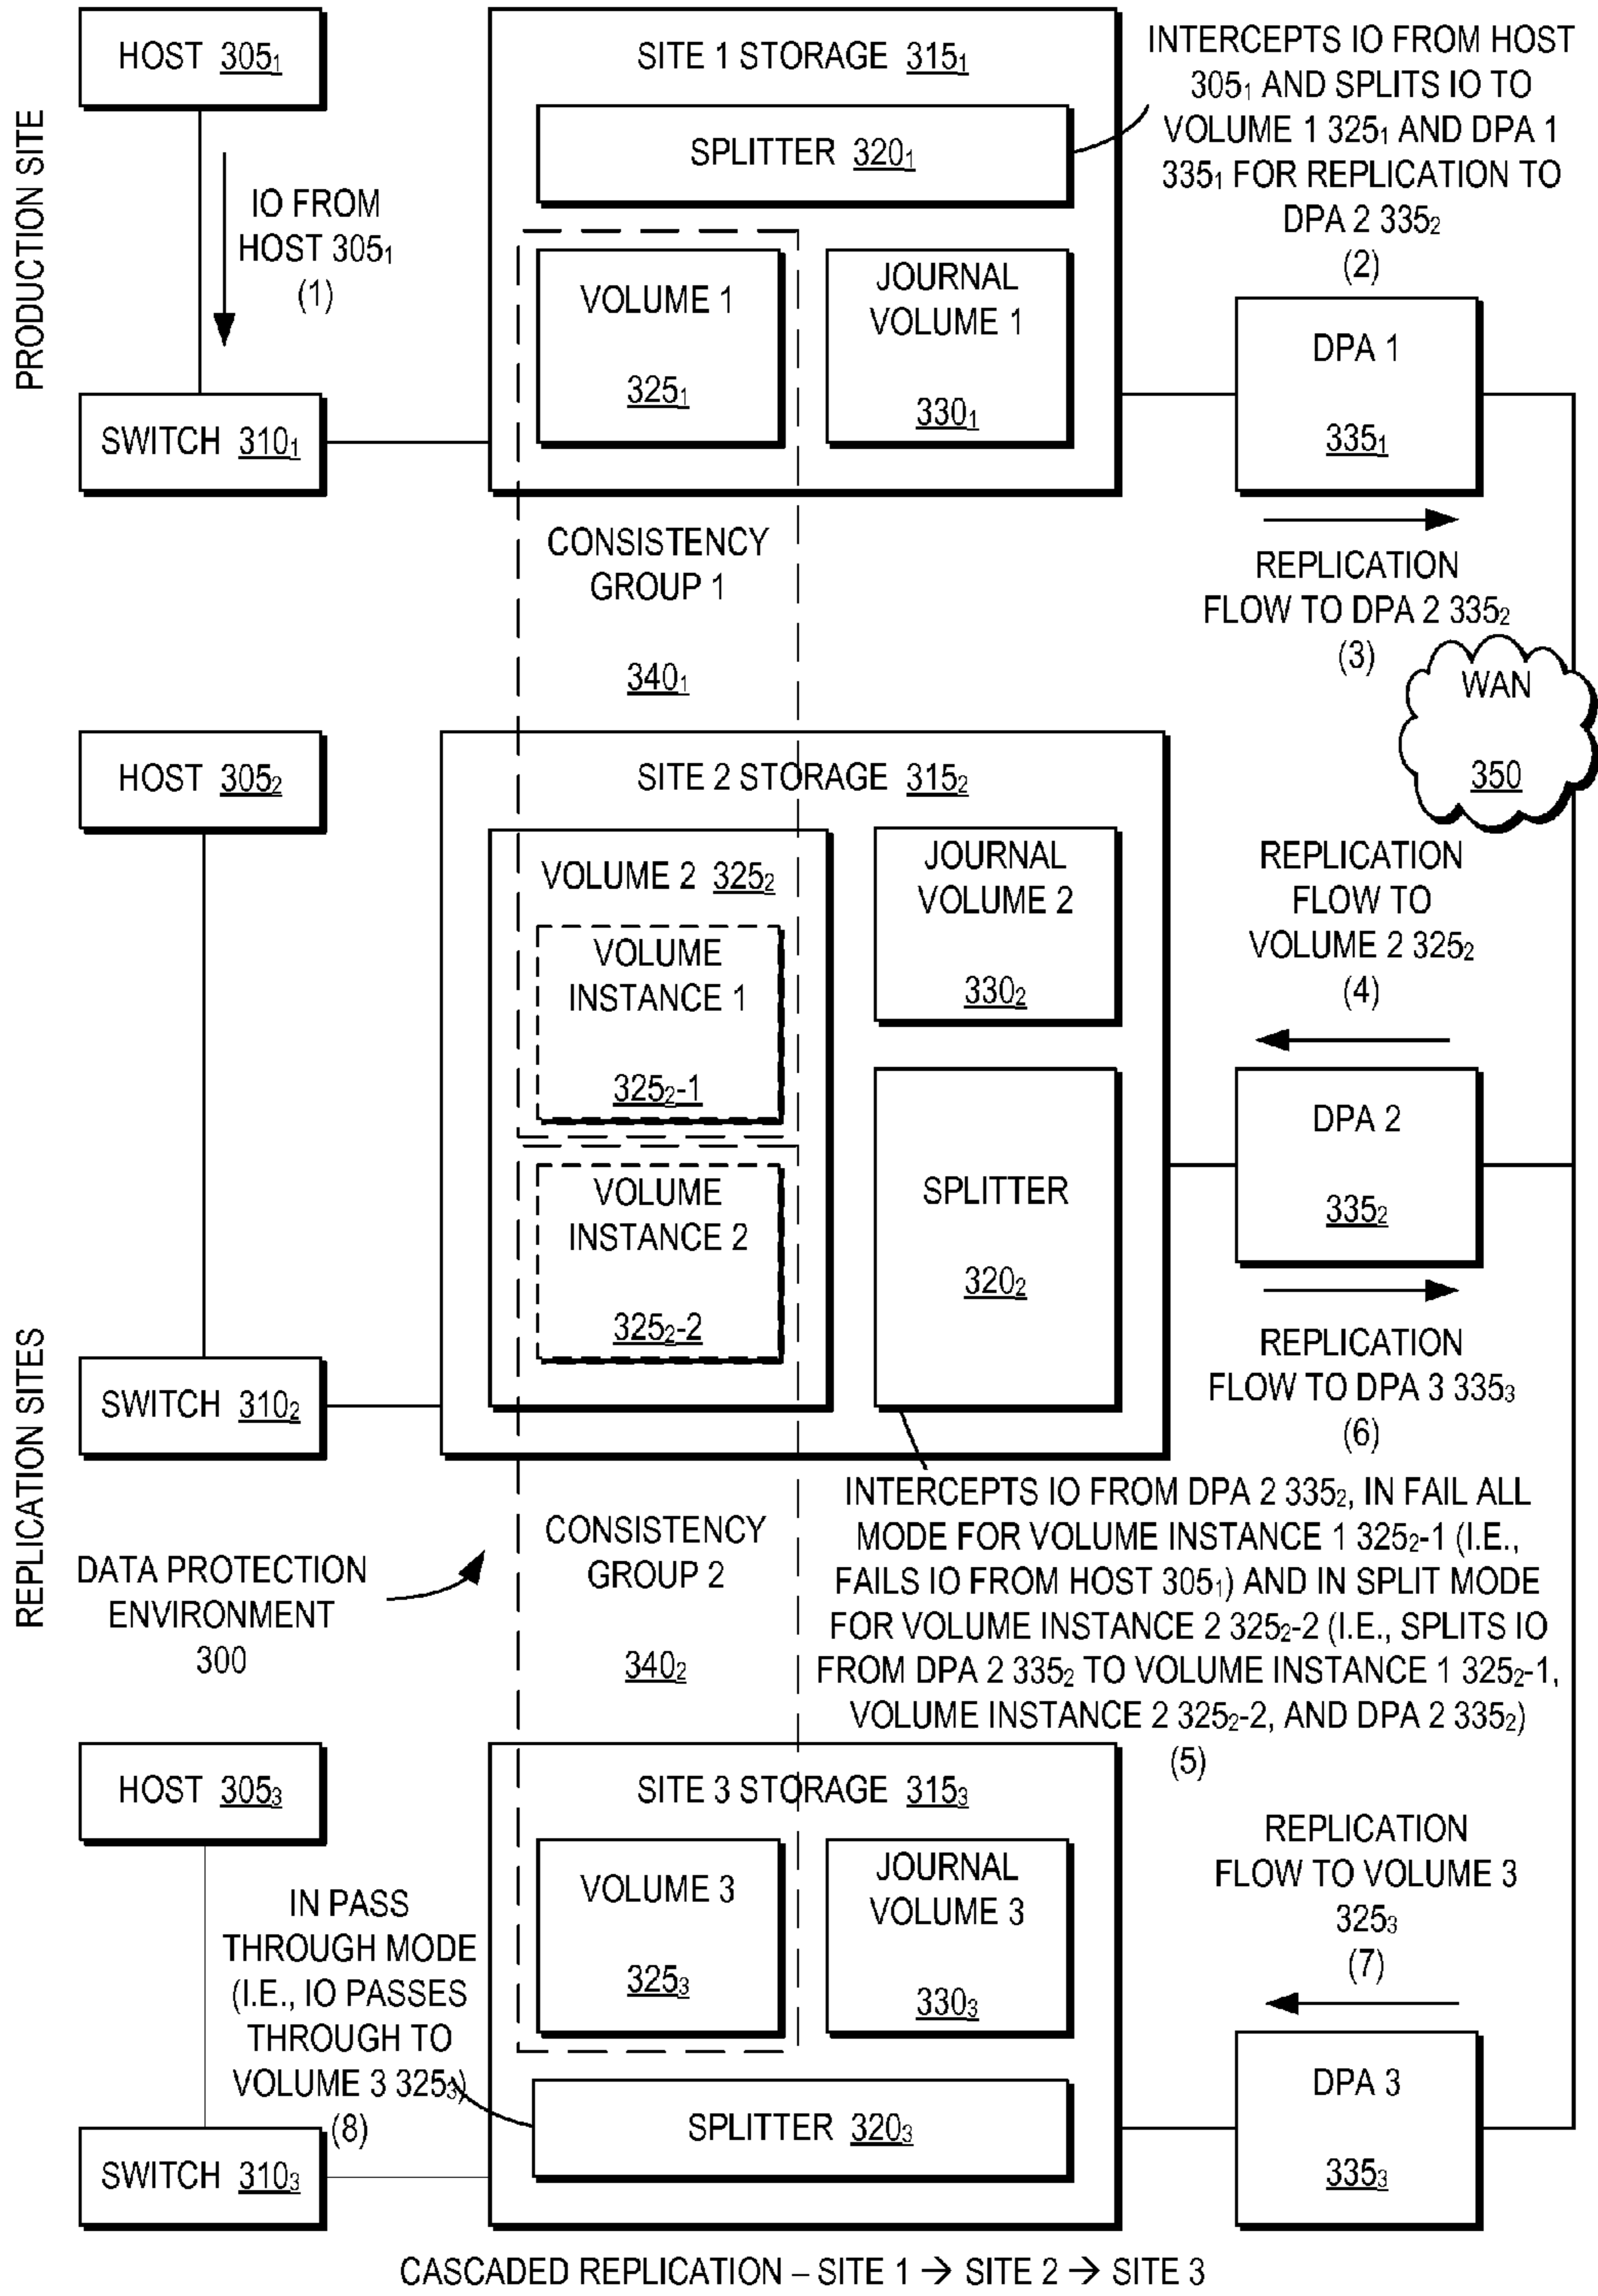 PRODUCTION SITE
HOST 305₁
IO FROM
HOST 305₁
(1)
SWITCH 310₁
SITE 1 STORAGE 315₁
SPLITTER 320₁
VOLUME 1
325₁
JOURNAL
VOLUME 1
330₁
INTERCEPTS IO FROM HOST
305₁ AND SPLITS IO TO
VOLUME 1 325₁ AND DPA 1
335₁ FOR REPLICATION TO
DPA 2 335₂
(2)
DPA 1
335₁
REPLICATION
FLOW TO DPA 2 335₂
(3)
CONSISTENCY
GROUP 1
340₁
WAN
350
REPLICATION SITES
HOST 305₂
SWITCH 310₂
SITE 2 STORAGE 315₂
VOLUME 2 325₂
VOLUME
INSTANCE 1
325₂-1
VOLUME
INSTANCE 2
325₂-2
JOURNAL
VOLUME 2
330₂
SPLITTER
320₂
REPLICATION
FLOW TO
VOLUME 2 325₂
(4)
DPA 2
335₂
REPLICATION
FLOW TO DPA 3 335₃
(6)
INTERCEPTS IO FROM DPA 2 335₂, IN FAIL ALL
MODE FOR VOLUME INSTANCE 1 325₂-1 (I.E.,
FAILS IO FROM HOST 305₁) AND IN SPLIT MODE
FOR VOLUME INSTANCE 2 325₂-2 (I.E., SPLITS IO
FROM DPA 2 335₂ TO VOLUME INSTANCE 1 325₂-1,
VOLUME INSTANCE 2 325₂-2, AND DPA 2 335₂)
(5)
CONSISTENCY
GROUP 2
340₂
DATA PROTECTION
ENVIRONMENT
300
HOST 305₃
IN PASS
THROUGH MODE
(I.E., IO PASSES
THROUGH TO
VOLUME 3 325₃)
(8)
SWITCH 310₃
SITE 3 STORAGE 315₃
VOLUME 3
325₃
JOURNAL
VOLUME 3
330₃
SPLITTER 320₃
REPLICATION
FLOW TO VOLUME 3
325₃
(7)
DPA 3
335₃
CASCADED REPLICATION – SITE 1 → SITE 2 → SITE 3